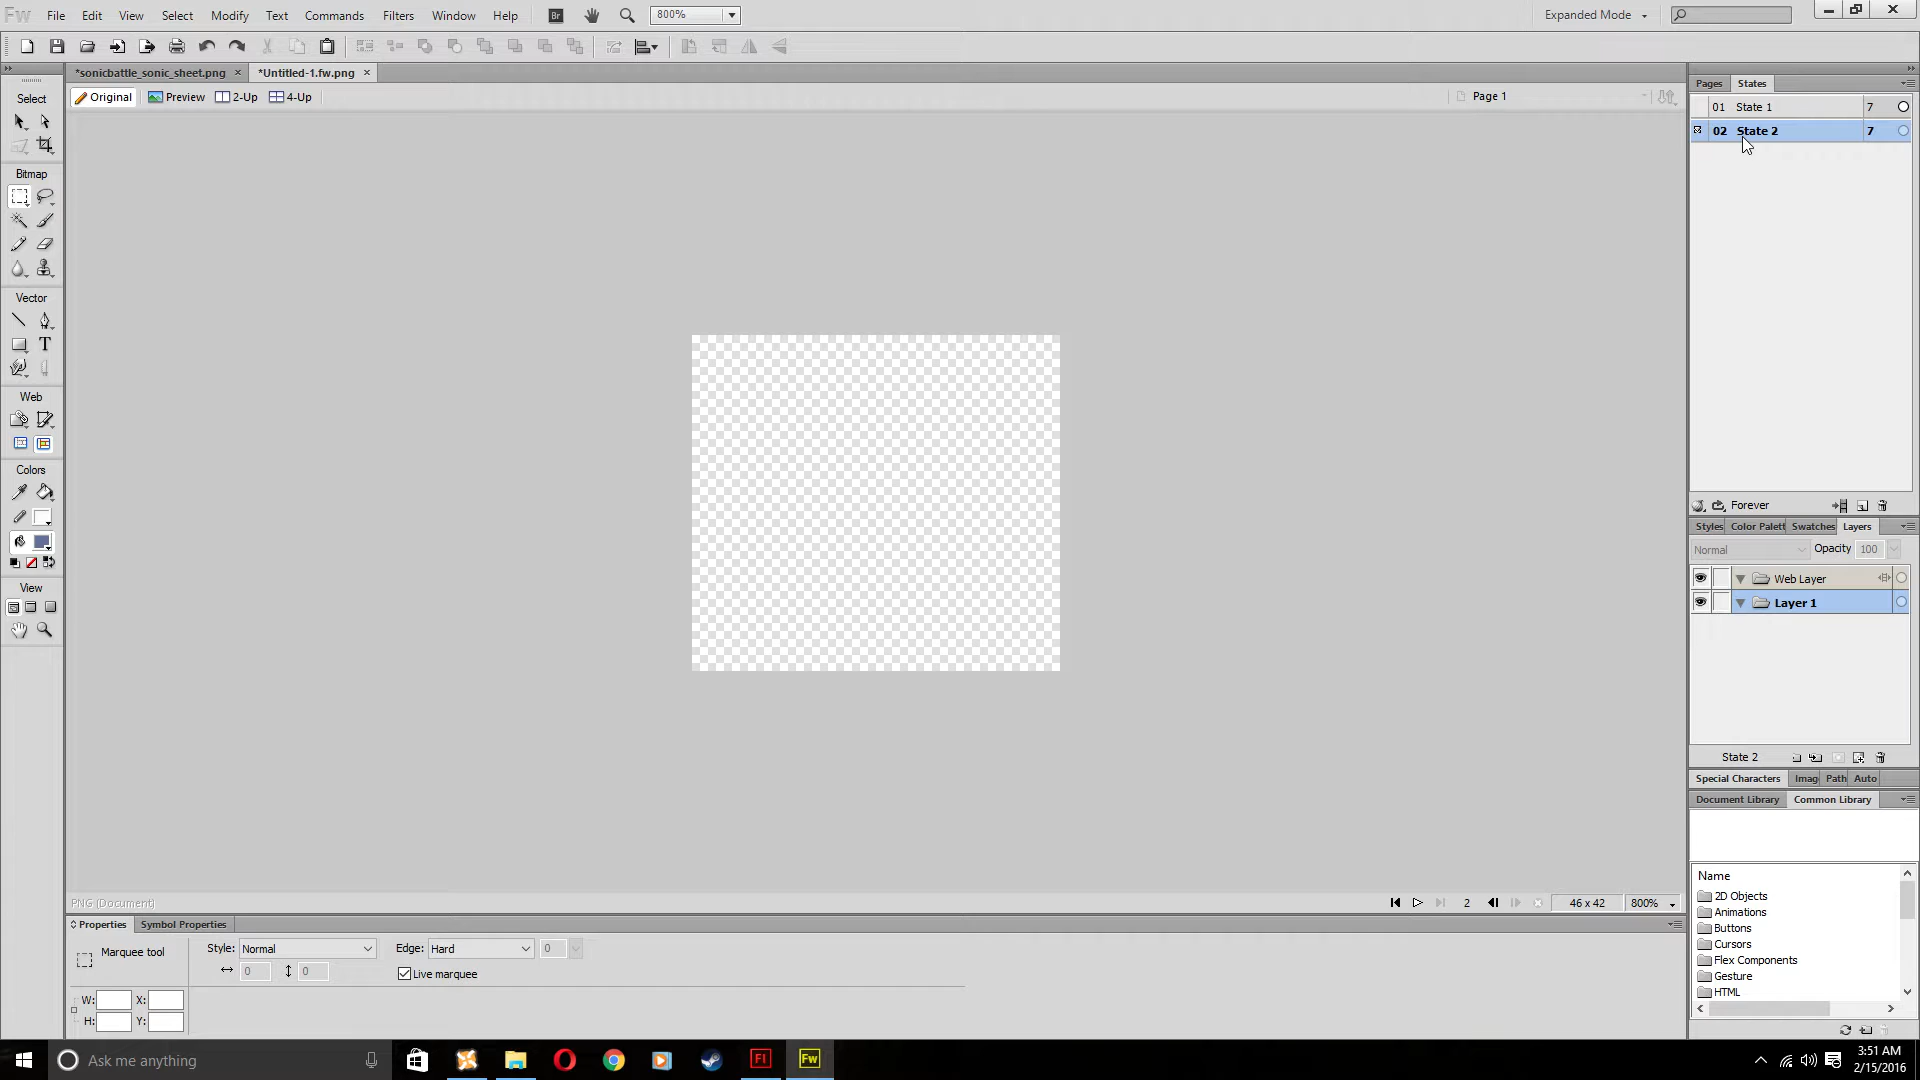 Fw File Edit View Select Modify Text Commands Filters Window Help Br 800% Expanded Mode
*sonicbattle_sonic_sheet.png × *Untitled-1.fw.png ×
Original Preview 2-Up 4-Up Page 1
Select
Bitmap
Vector
T
Web
Colors
View
Pages States
01 State 1 7
02 State 2 7
Forever
Styles Color Palett Swatches Layers
Normal Opacity 100
Web Layer
Layer 1
State 2
Special Characters Imag Path Auto
Document Library Common Library
Name
2D Objects
Animations
Buttons
Cursors
Flex Components
Gesture
HTML
PNG (Document) 2 46 x 42 800%
Properties Symbol Properties
Marquee tool Style: Normal Edge: Hard 0
0 0 Live marquee
W: X:
H: Y:
Ask me anything Fl Fw 3:51 AM
2/15/2016